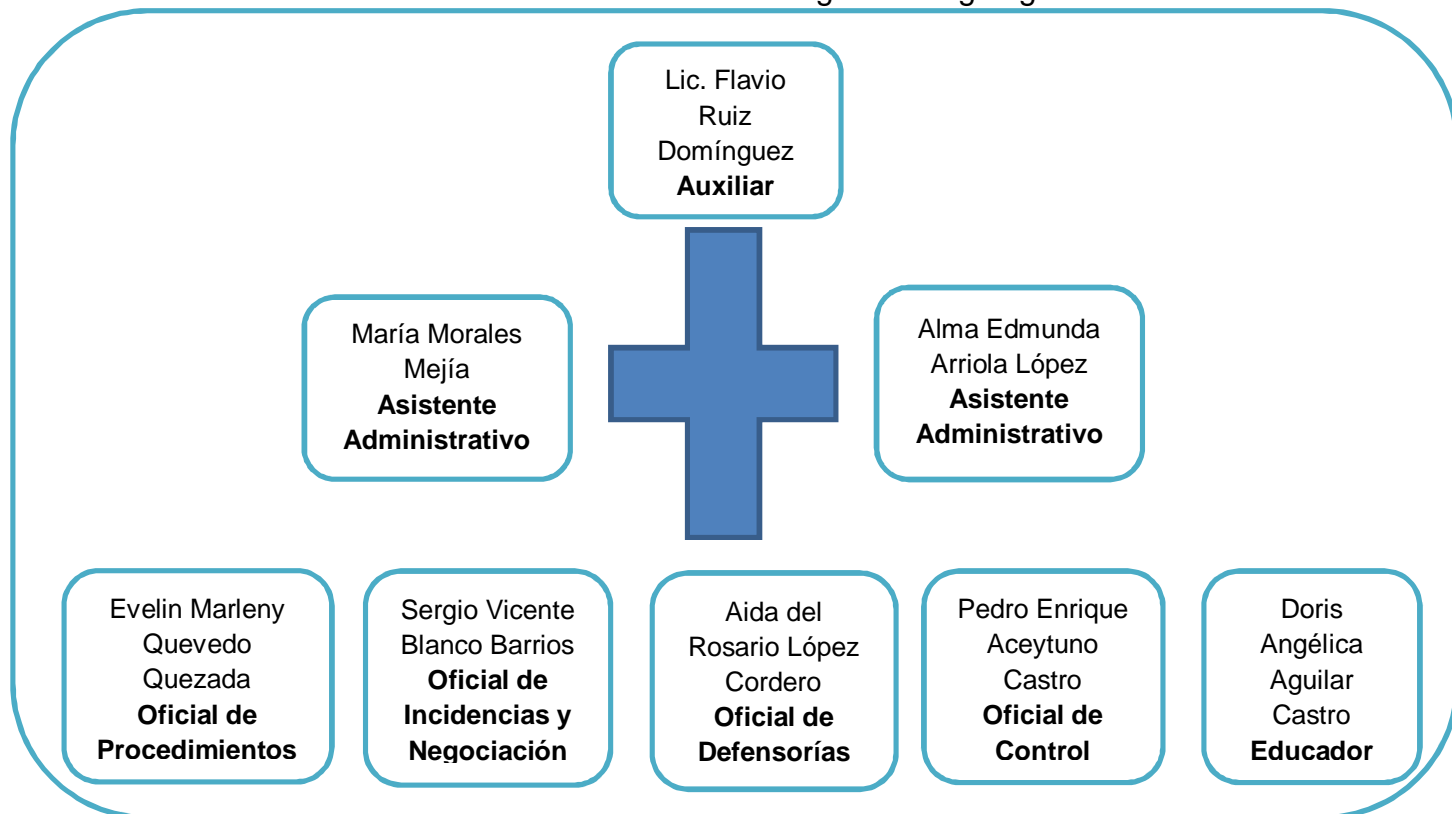 Lic. Flavio
Ruiz
Domínguez
Auxiliar
María Morales
Mejía
Asistente
Administrativo
Alma Edmunda
Arriola López
Asistente
Administrativo
Evelin Marleny
Quevedo
Quezada
Oficial de
Procedimientos
Sergio Vicente
Blanco Barrios
Oficial de
Incidencias y
Negociación
Aida del
Rosario López
Cordero
Oficial de
Defensorías
Pedro Enrique
Aceytuno
Castro
Oficial de
Control
Doris
Angélica
Aguilar
Castro
Educador